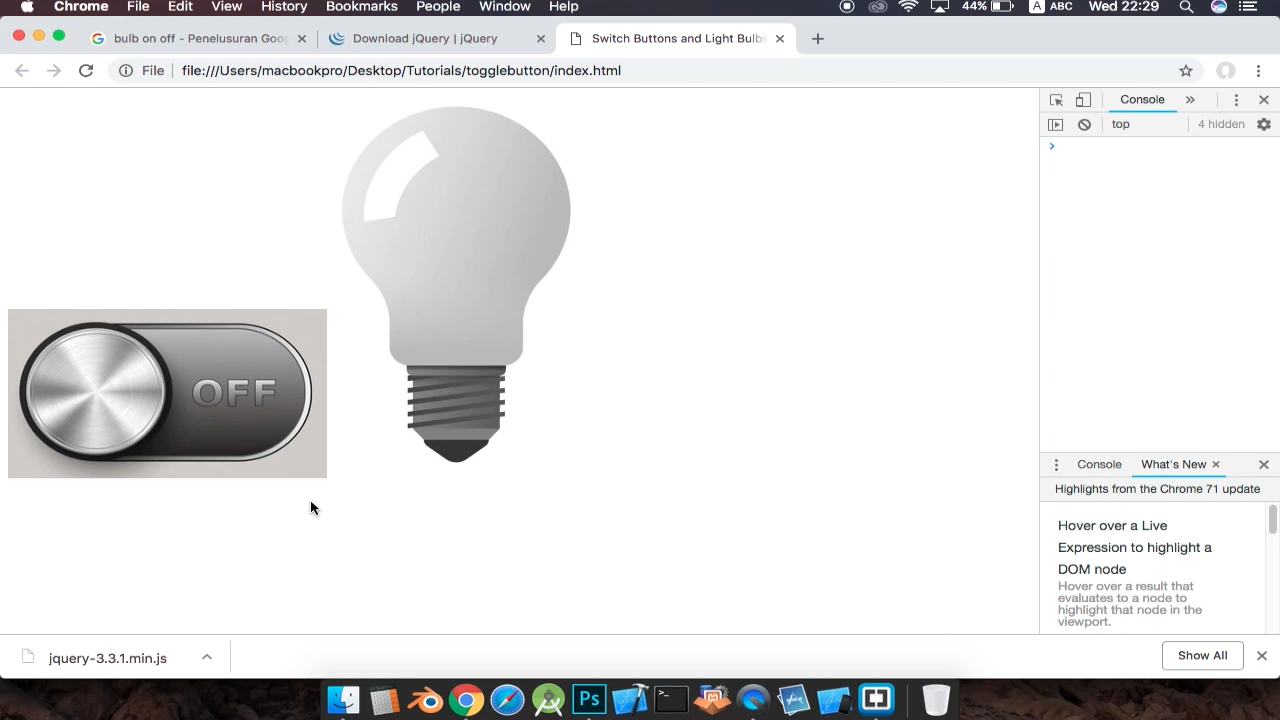 Chrome File Edit View History Bookmarks People Window Help 44% A ABC Wed 22:29
bulb on off - Penelusuran Goog
Download jQuery | jQuery
Switch Buttons and Light Bulbs
File file:///Users/macbookpro/Desktop/Tutorials/togglebutton/index.html
Console
top 4 hidden
OFF
Console What's New
Highlights from the Chrome 71 update
Hover over a Live
Expression to highlight a
DOM node
Hover over a result that
evaluates to a node to
highlight that node in the
viewport.
jquery-3.3.1.min.js
Show All
Ps